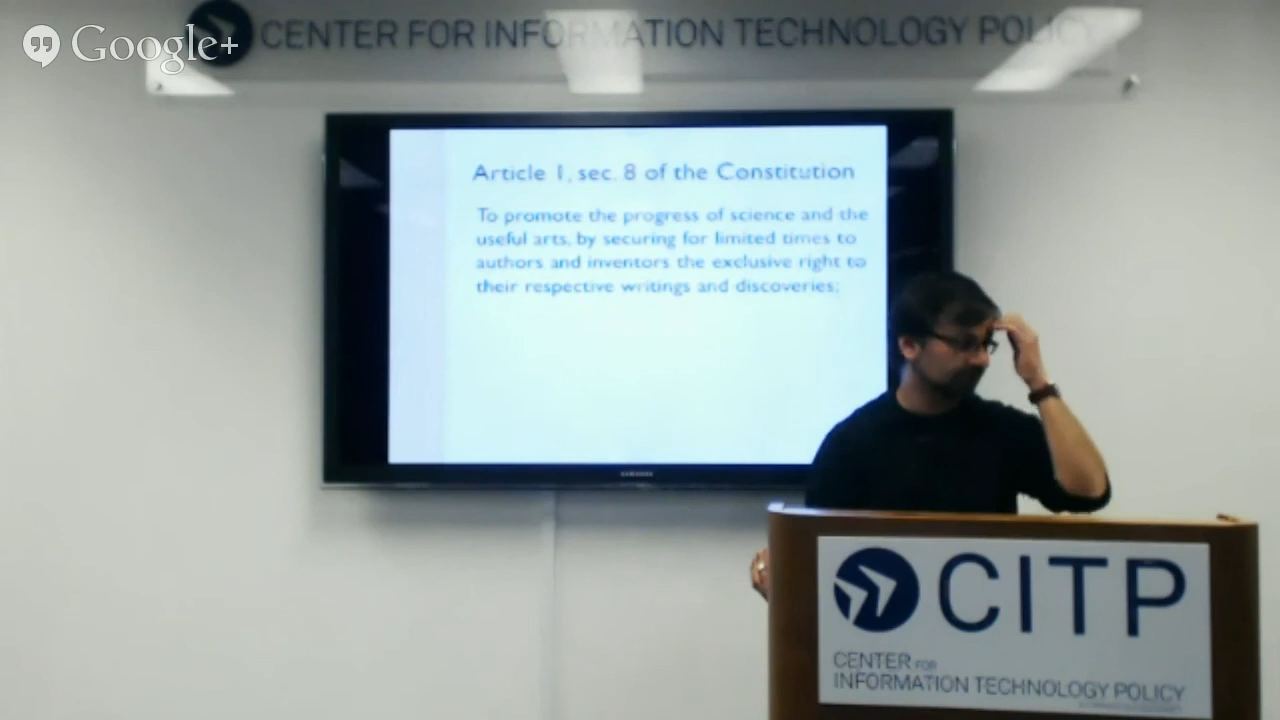 Google+
CENTER FOR INFORMATION TECHNOLOGY POLICY
Article 1, sec. 8 of the Constitution
To promote the progress of science and the
useful arts, by securing for limited times to
authors and inventors the exclusive right to
their respective writings and discoveries;
SAMSUNG
CITP
CENTER FOR
INFORMATION TECHNOLOGY POLICY